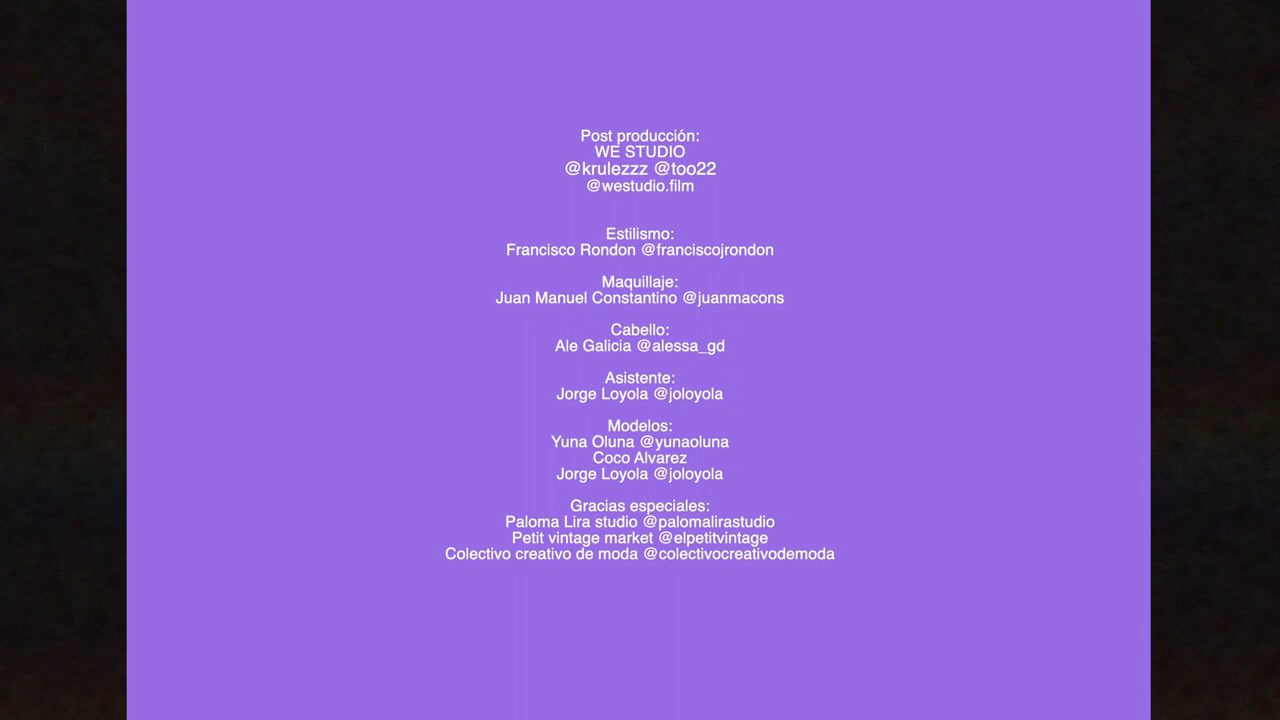 Post producción:
WE STUDIO
@krulezzz @too22
@westudio.film
Estilismo:
Francisco Rondon @franciscojrondon
Maquillaje:
Juan Manuel Constantino @juanmacons
Cabello:
Ale Galicia @alessa_gd
Asistente:
Jorge Loyola @joloyola
Modelos:
Yuna Oluna @yunaoluna
Coco Alvarez
Jorge Loyola @joloyola
Gracias especiales:
Paloma Lira studio @palomalirastudio
Petit vintage market @elpetitvintage
Colectivo creativo de moda @colectivocreativodemoda